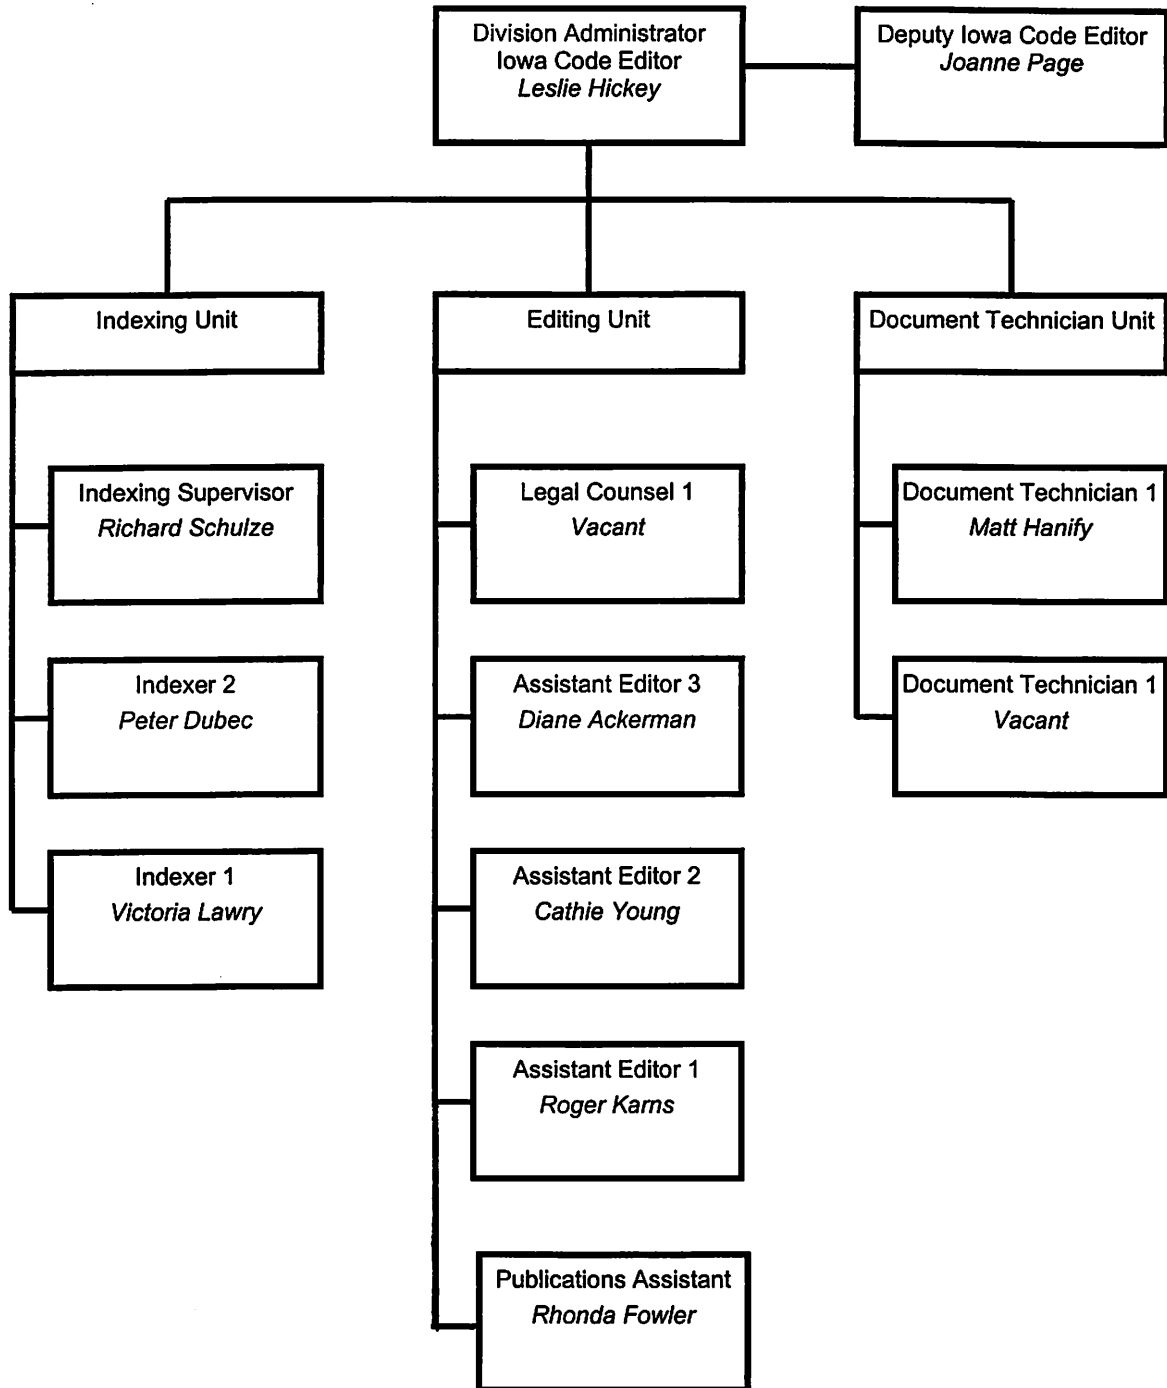 Division Administrator
Iowa Code Editor
Leslie Hickey
Deputy Iowa Code Editor
Joanne Page
Indexing Unit
Editing Unit
Document Technician Unit
Indexing Supervisor
Richard Schulze
Legal Counsel 1
Vacant
Document Technician 1
Matt Hanify
Indexer 2
Peter Dubec
Assistant Editor 3
Diane Ackerman
Document Technician 1
Vacant
Indexer 1
Victoria Lawry
Assistant Editor 2
Cathie Young
Assistant Editor 1
Roger Karns
Publications Assistant
Rhonda Fowler